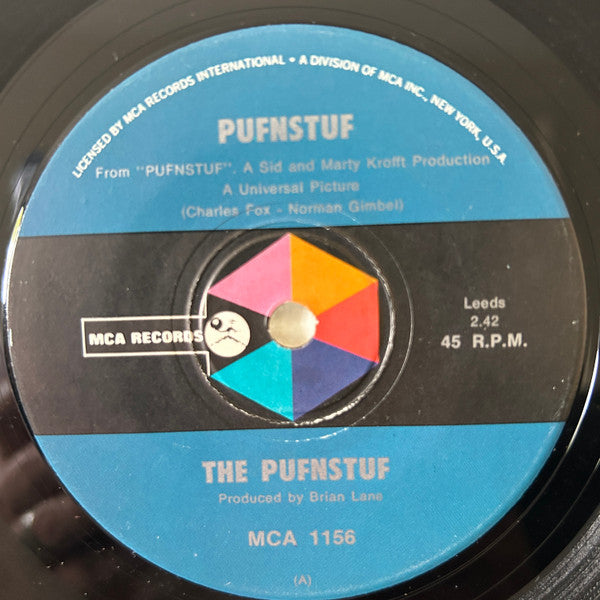 LICENSED BY MCA RECORDS INTERNATIONAL • A DIVISION OF MCA INC., NEW YORK, U.S.A.
PUFNSTUF
From "PUFNSTUF". A Sid and Marty Krofft Production
A Universal Picture
(Charles Fox - Norman Gimbel)
MCA RECORDS
Leeds
2.42
45 R.P.M.
THE PUFNSTUF
Produced by Brian Lane
MCA 1156
(A)